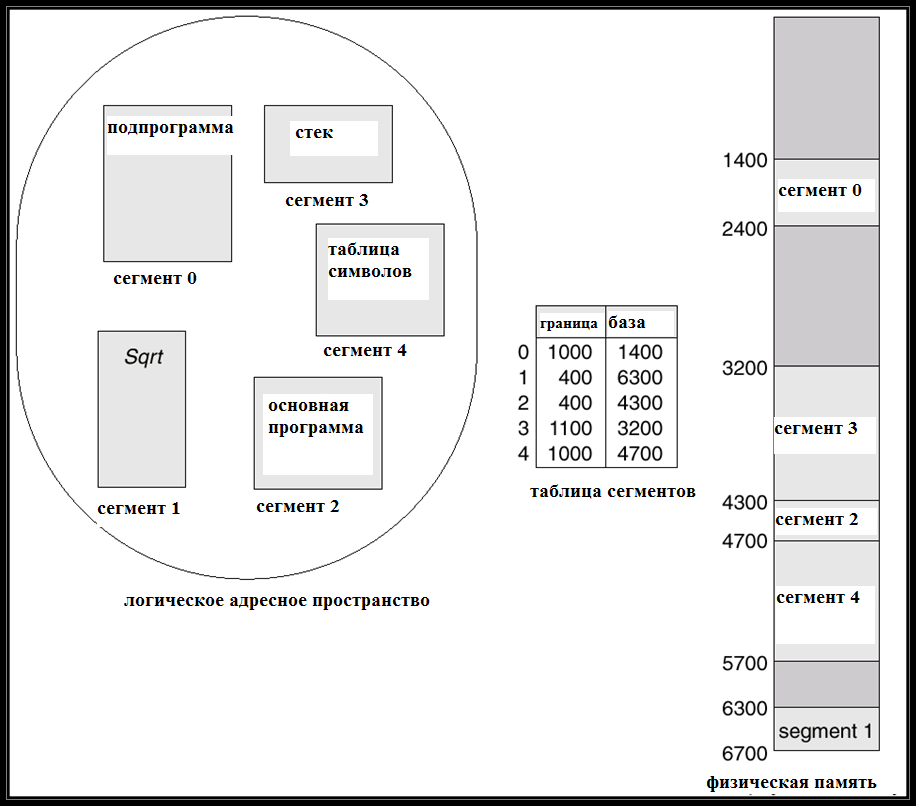 подпрограмма
стек
сегмент 3
сегмент 0
таблица
символов
сегмент 4
Sqrt
сегмент 1
основная
программа
сегмент 2
логическое адресное пространство
граница база
0 1000 1400
1 400 6300
2 400 4300
3 1100 3200
4 1000 4700
таблица сегментов
1400
сегмент 0
2400
3200
сегмент 3
4300
сегмент 2
4700
сегмент 4
5700
6300
segment 1
6700
физическая память